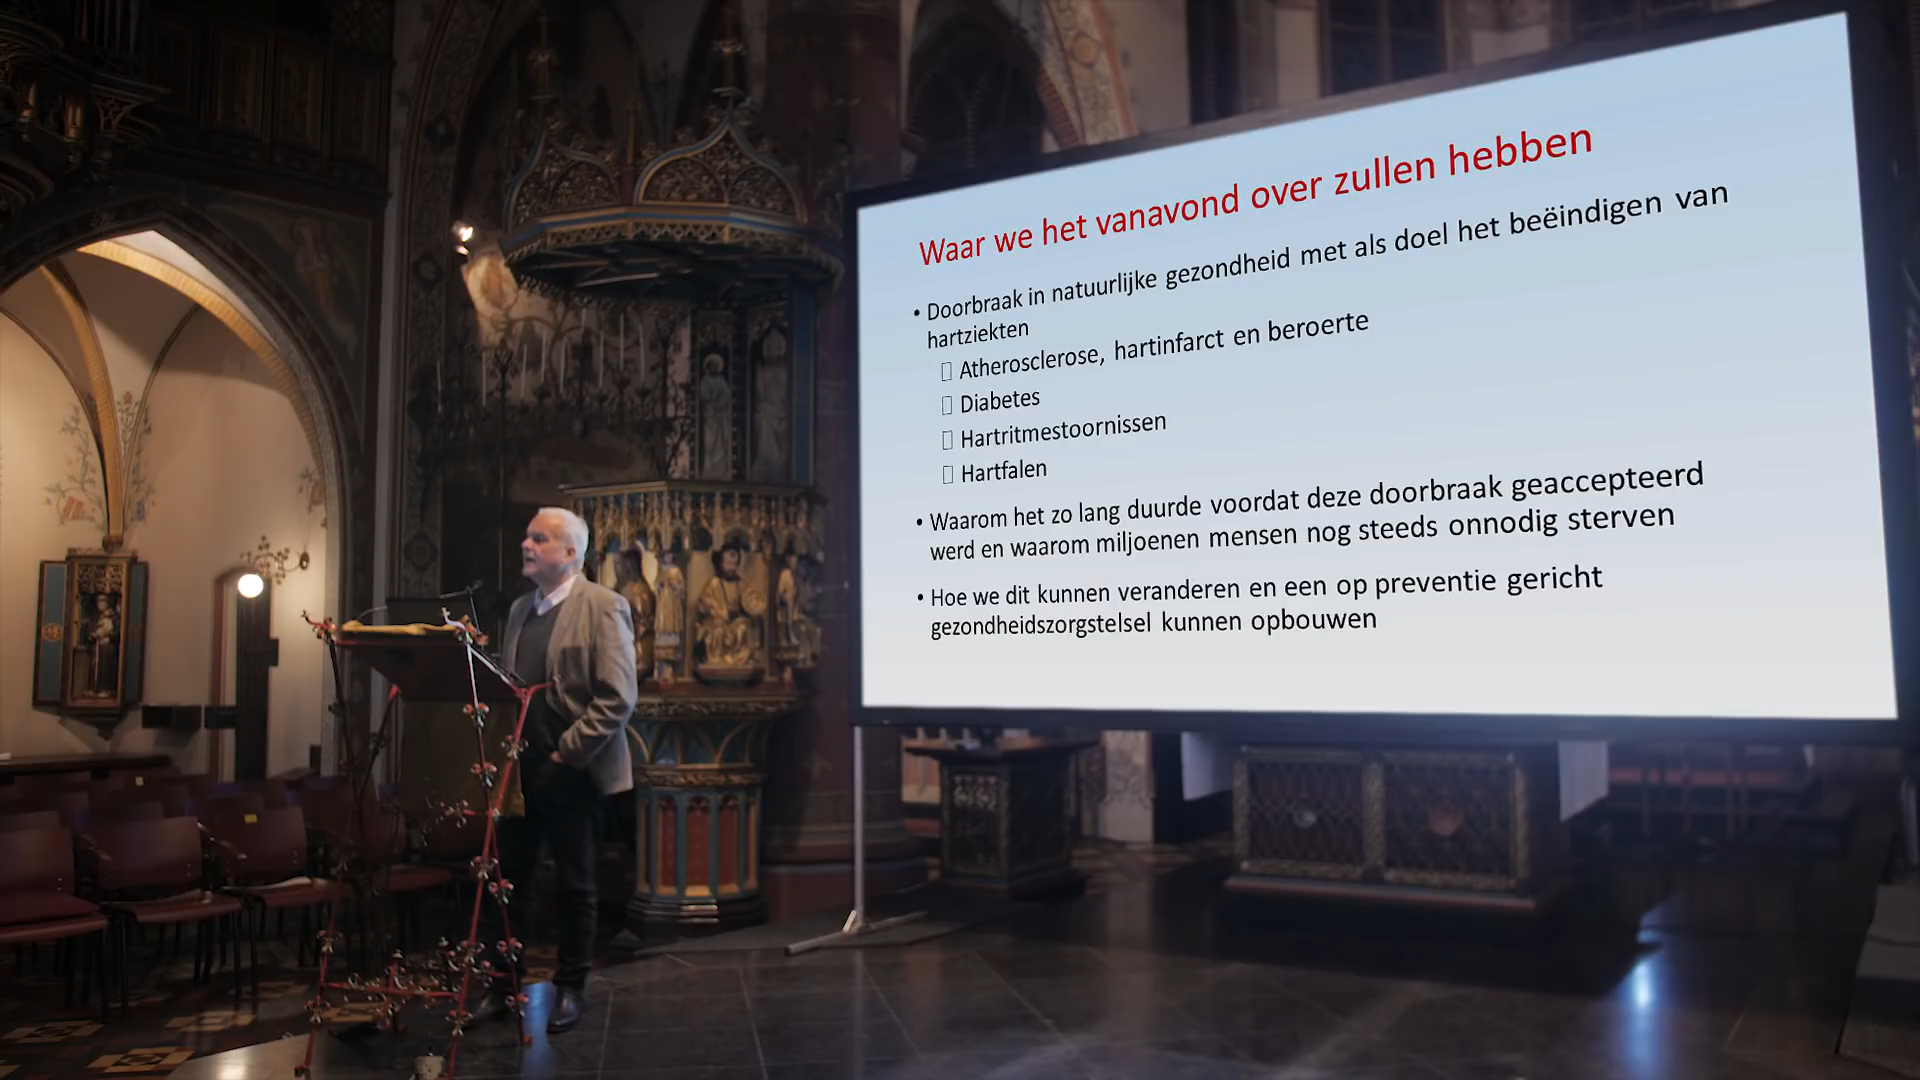 Waar we het vanavond over zullen hebben
• Doorbraak in natuurlijke gezondheid met als doel het beëindigen van
hartziekten
Atherosclerose, hartinfarct en beroerte
Diabetes
Hartritmestoornissen
Hartfalen
• Waarom het zo lang duurde voordat deze doorbraak geaccepteerd
werd en waarom miljoenen mensen nog steeds onnodig sterven
• Hoe we dit kunnen veranderen en een op preventie gericht
gezondheidszorgstelsel kunnen opbouwen